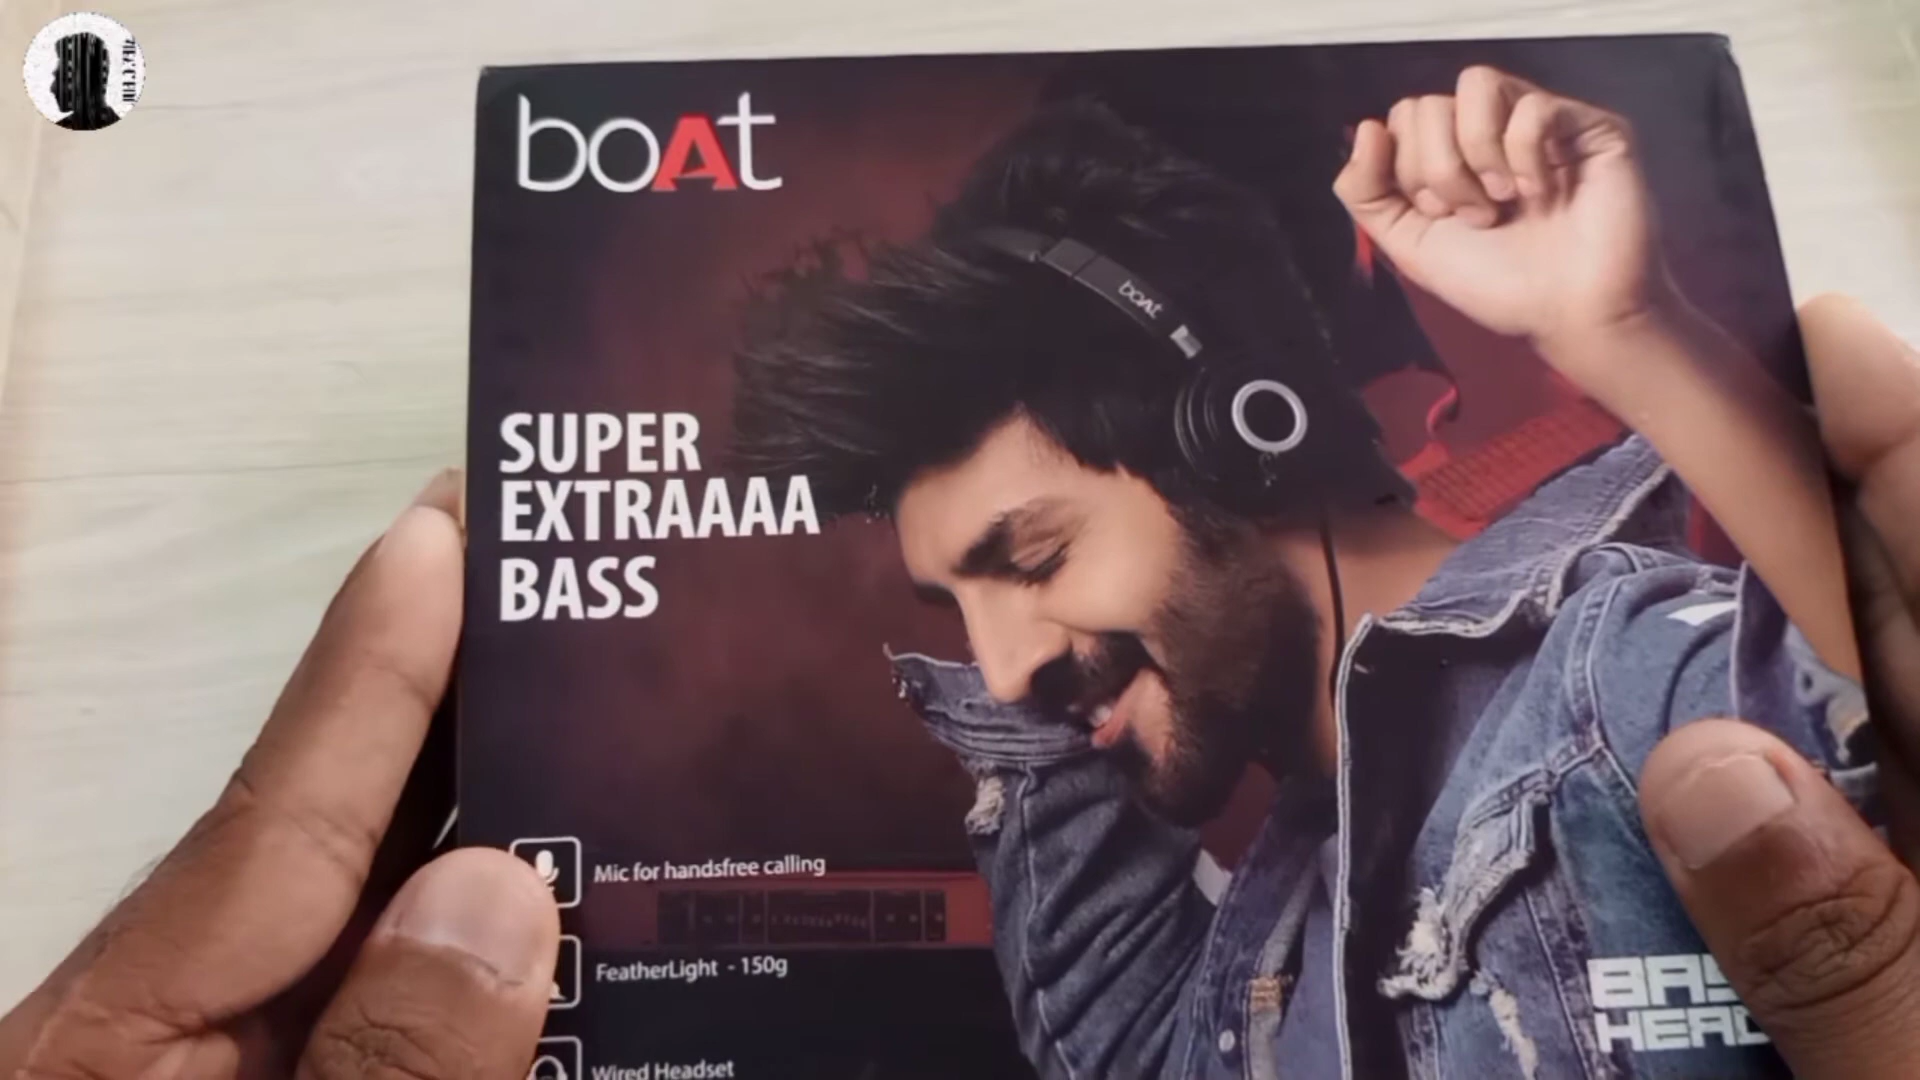 boAt
boAt
SUPER
EXTRAAAA
BASS
Mic for handsfree calling
FeatherLight - 150g
Wired Headset